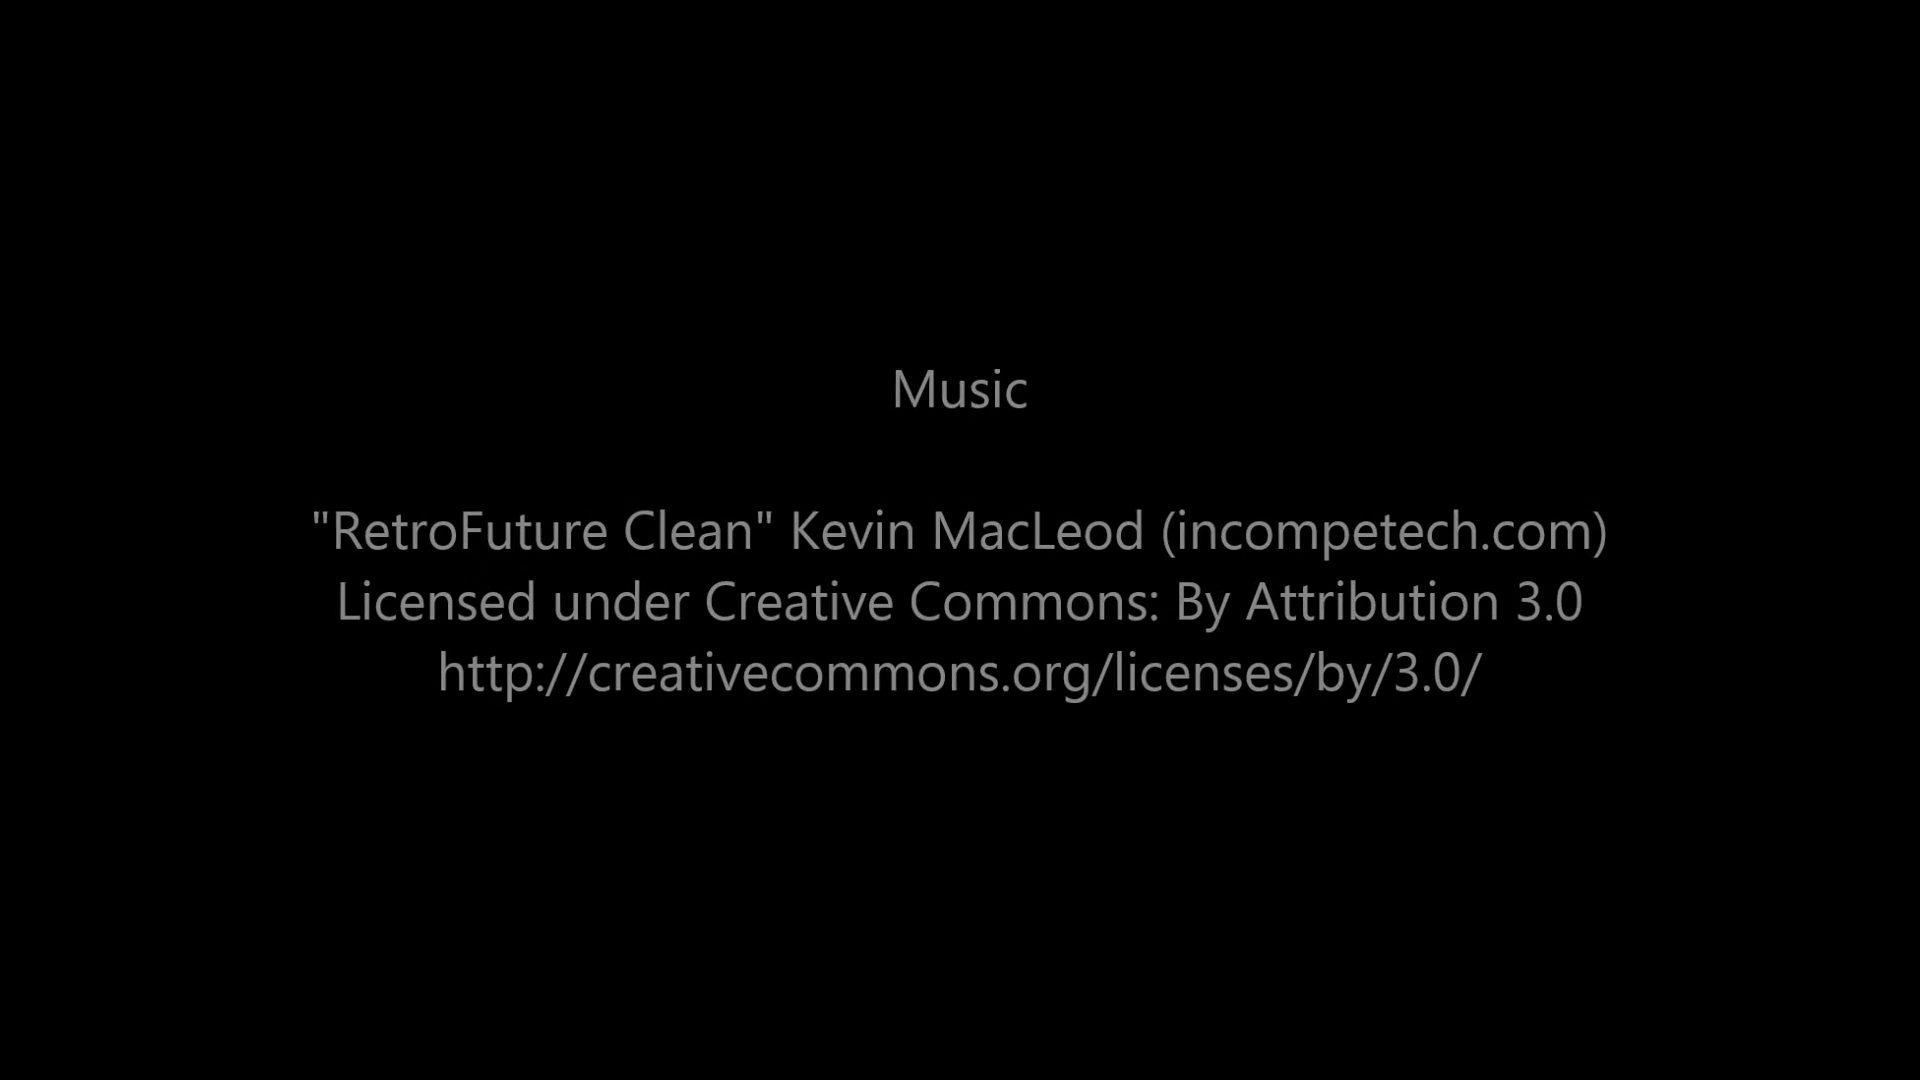 Music
"RetroFuture Clean" Kevin MacLeod (incompetech.com)
Licensed under Creative Commons: By Attribution 3.0
http://creativecommons.org/licenses/by/3.0/